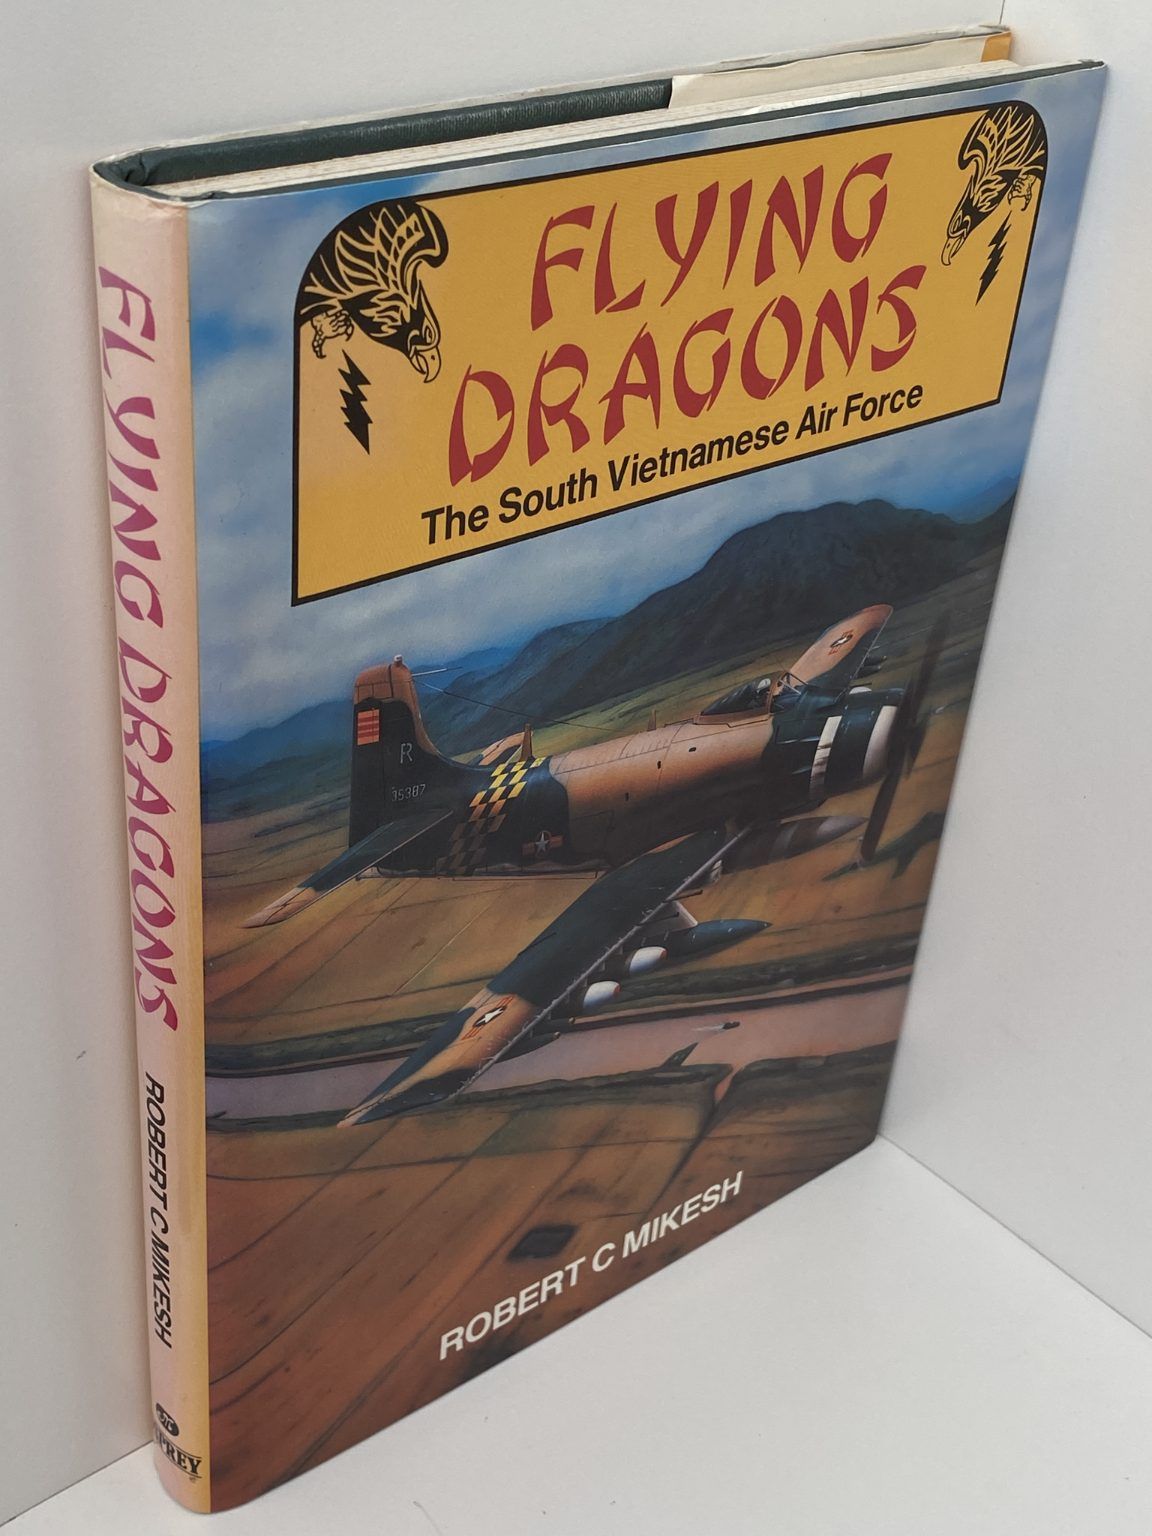 FLYING
DRAGONS
The South Vietnamese Air Force
R
35387
ROBERT C MIKESH
FLYING DRAGONS
ROBERT C MIKESH